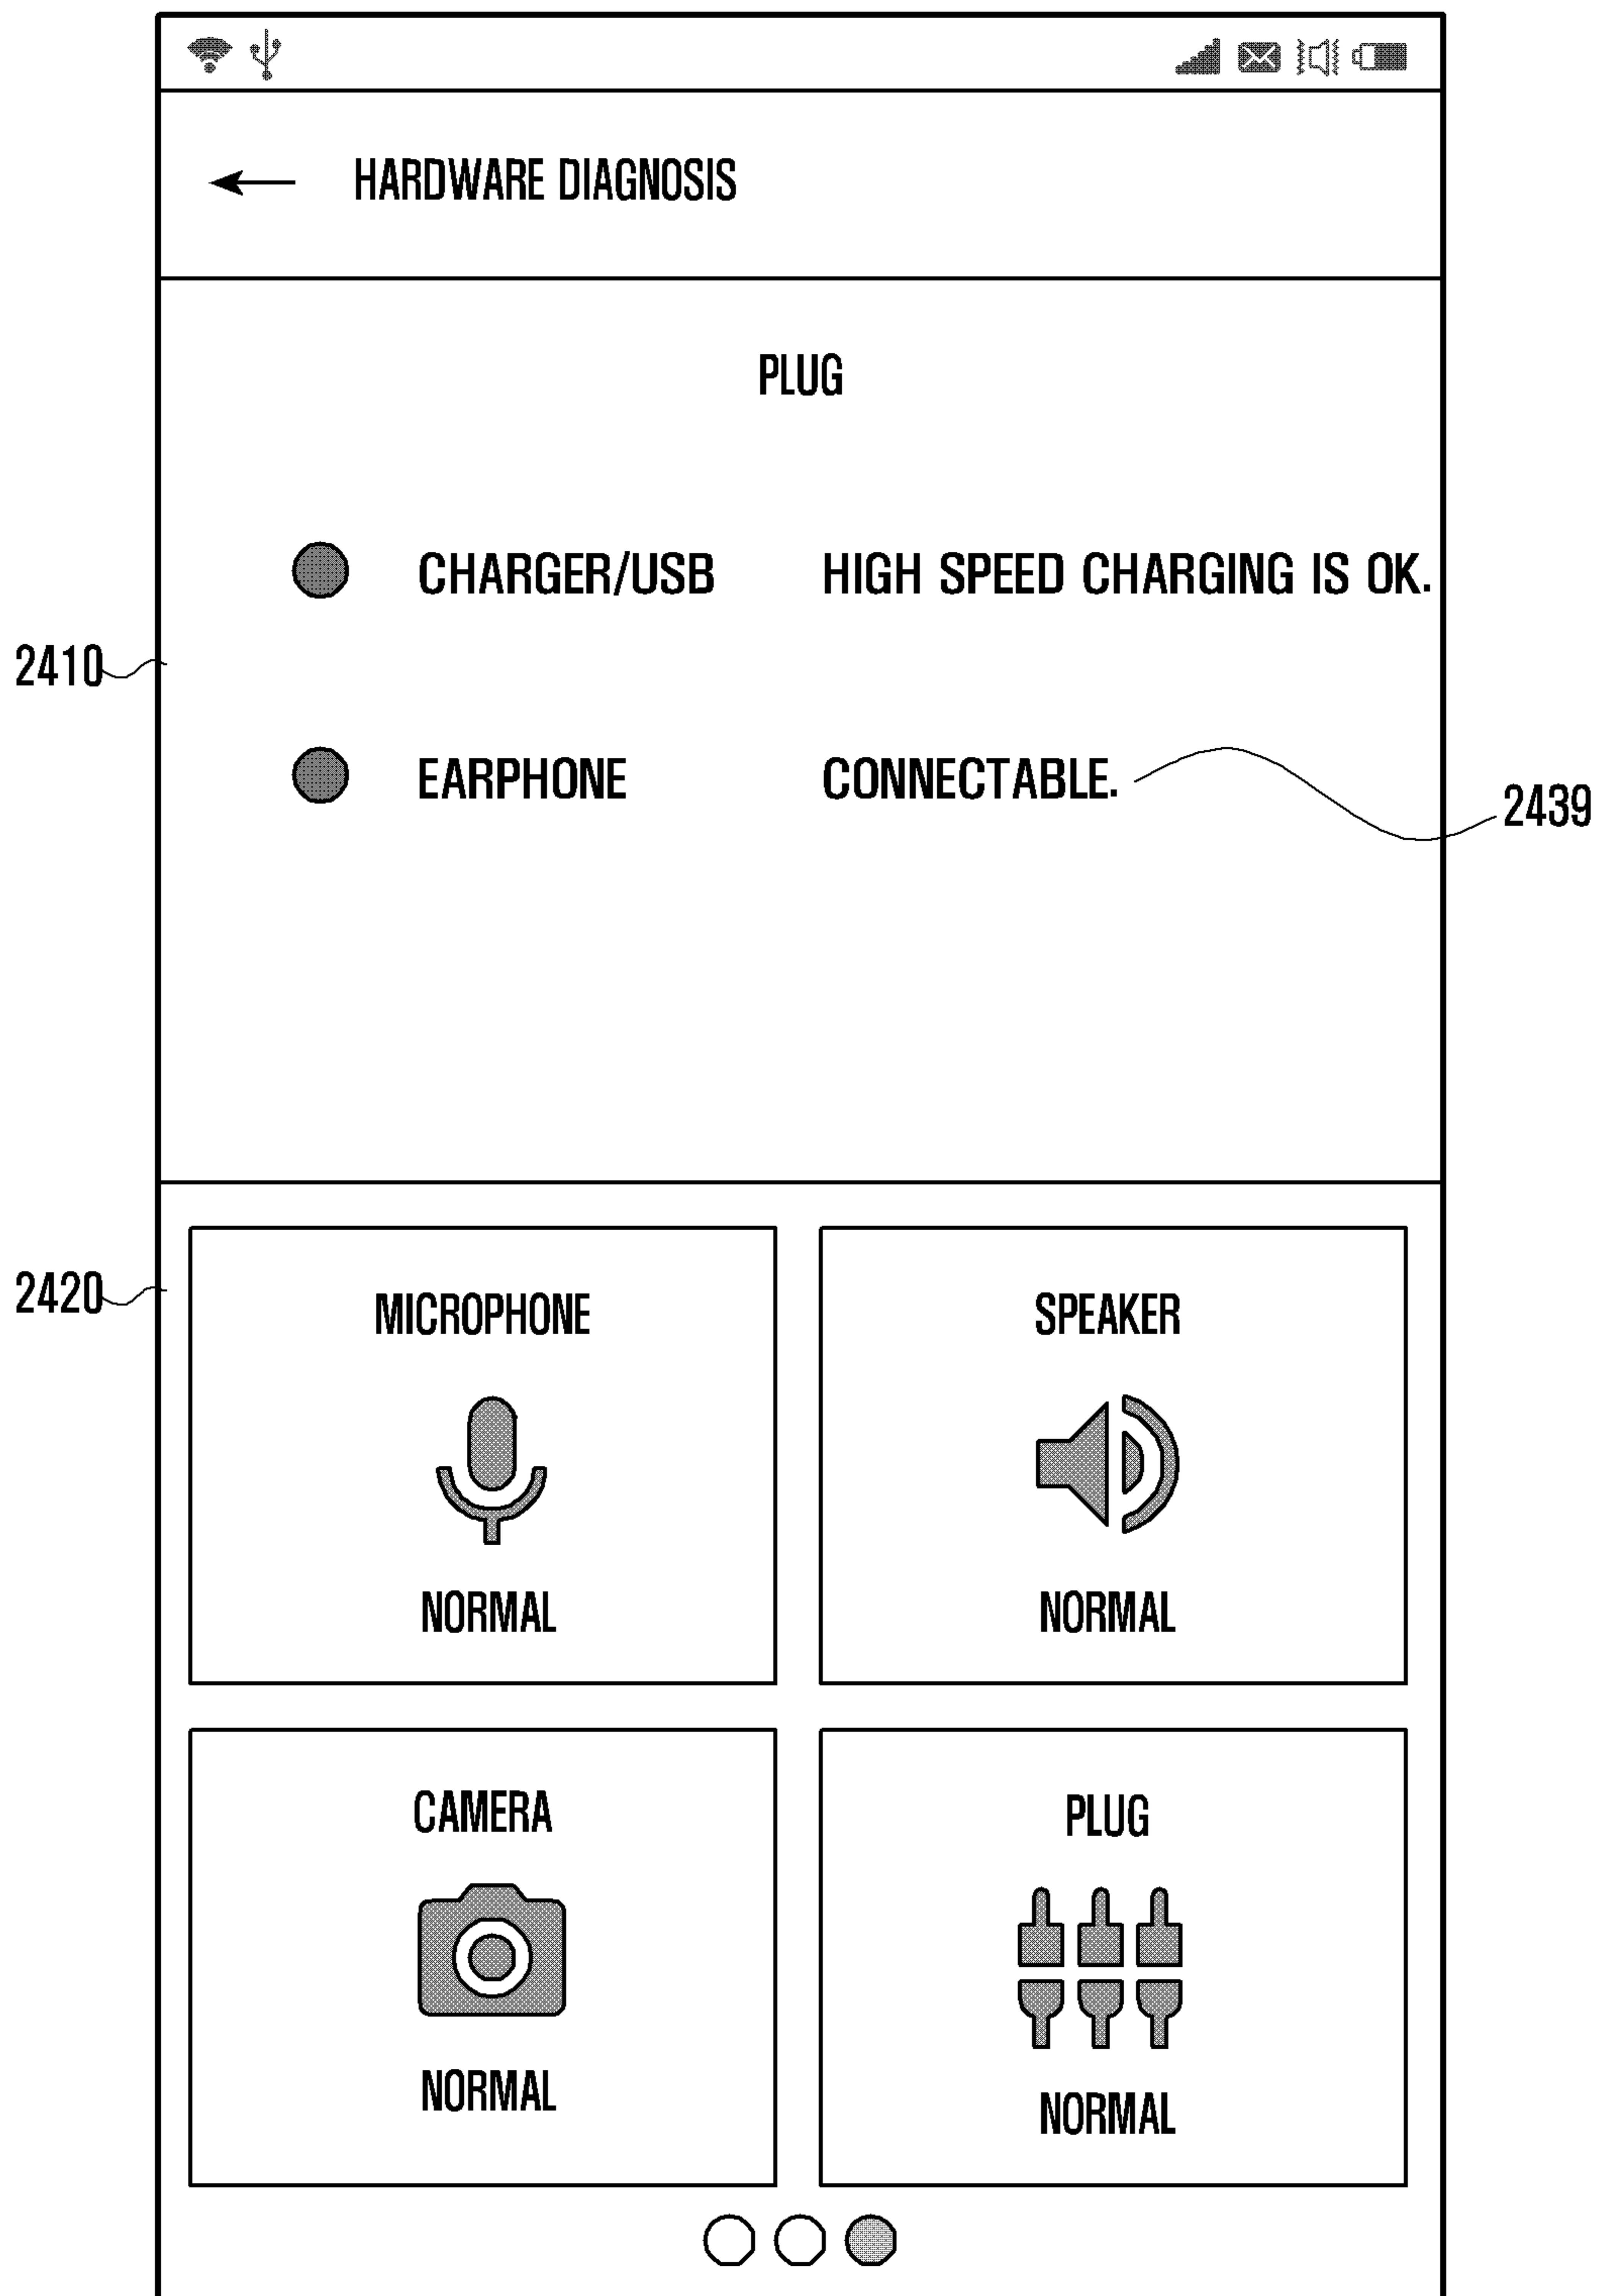 HARDWARE DIAGNOSIS
PLUG
CHARGER/USB HIGH SPEED CHARGING IS OK.
2410
EARPHONE CONNECTABLE.
2439
2420
MICROPHONE SPEAKER
NORMAL NORMAL
CAMERA PLUG
NORMAL NORMAL